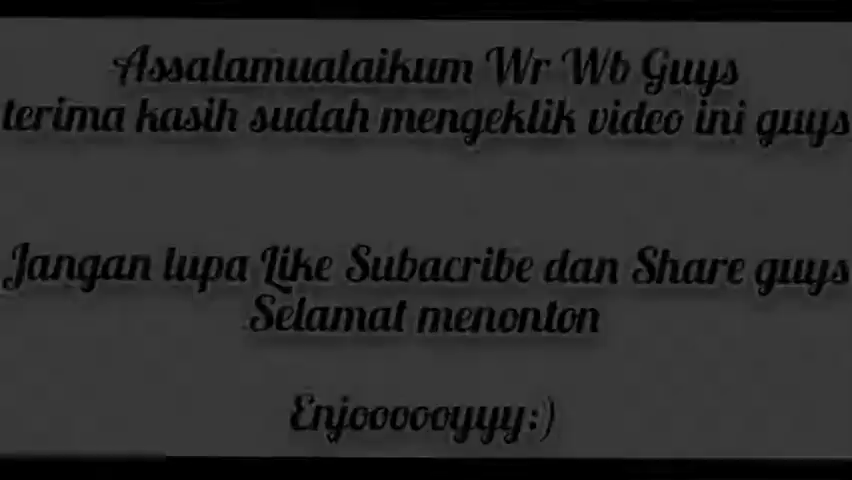 Assalamualaikum Wr Wb Guys
terima kasih sudah mengeklik video ini guys
Jangan lupa Like Subacribe dan Share guys
Selamat menonton
Enjoooooyyy:)